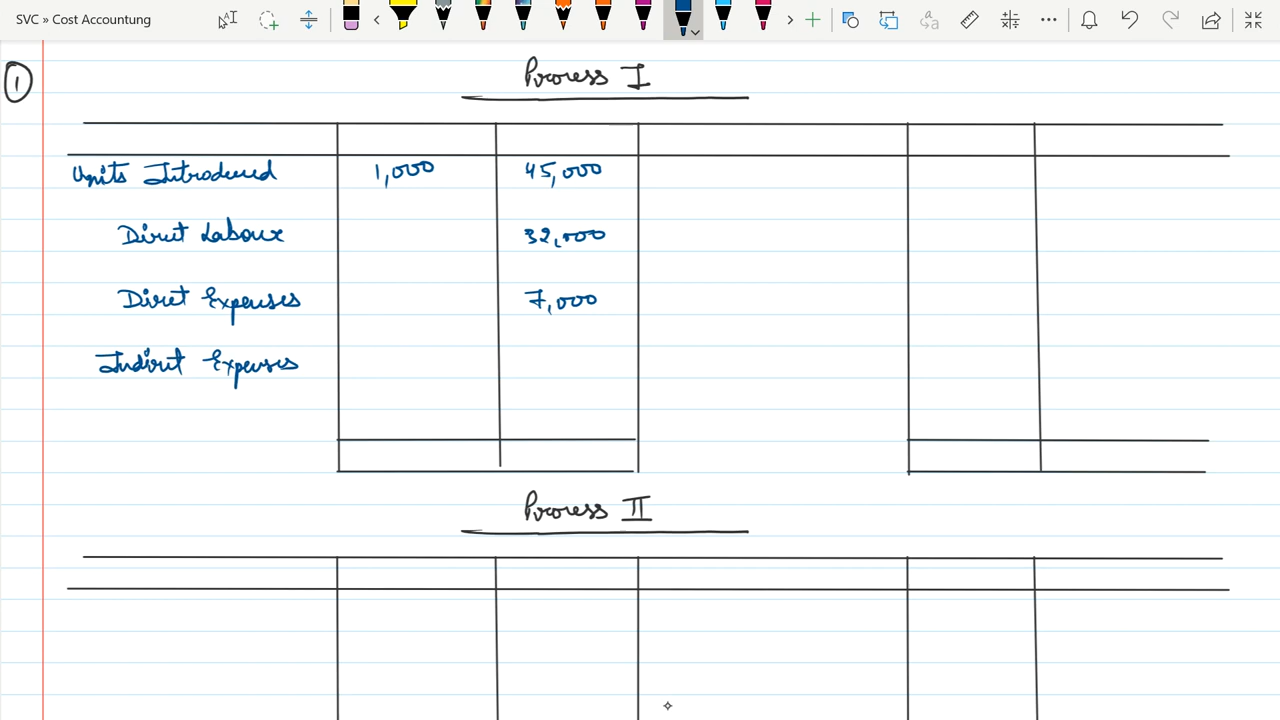 SVC » Cost Accountung
1
Process I
Units Introduced 1,000 45,000
Direct Labour 32,000
Direct Expenses 7,000
Indirect Expenses
Process II